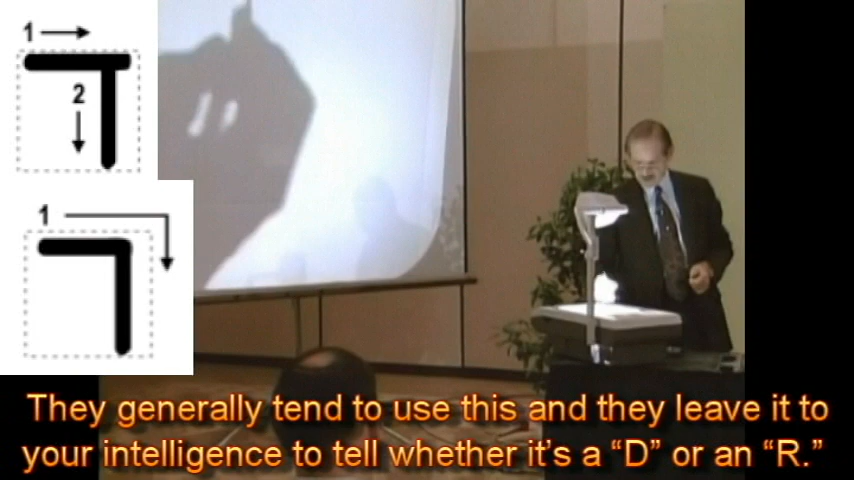 1
2
1
They generally tend to use this and they leave it to
your intelligence to tell whether it's a “D” or an “R.”